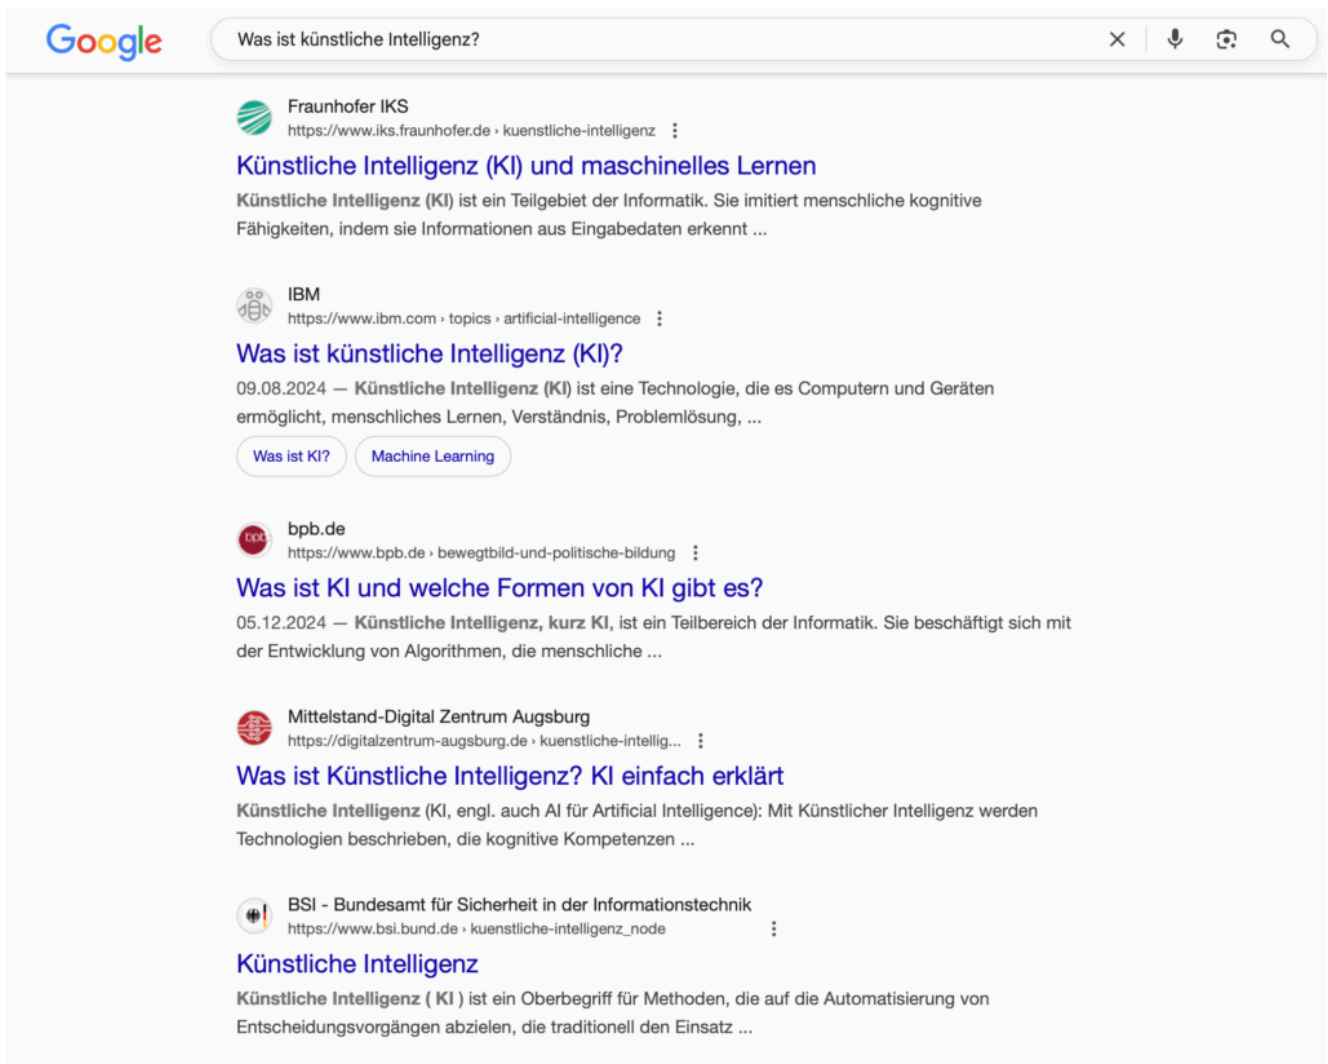 Google
Was ist künstliche Intelligenz?
Fraunhofer IKS
https://www.iks.fraunhofer.de › kuenstliche-intelligenz
Künstliche Intelligenz (KI) und maschinelles Lernen
Künstliche Intelligenz (KI) ist ein Teilgebiet der Informatik. Sie imitiert menschliche kognitive
Fähigkeiten, indem sie Informationen aus Eingabedaten erkennt ...
IBM
https://www.ibm.com › topics › artificial-intelligence
Was ist künstliche Intelligenz (KI)?
09.08.2024 — Künstliche Intelligenz (KI) ist eine Technologie, die es Computern und Geräten
ermöglicht, menschliches Lernen, Verständnis, Problemlösung, ...
Was ist KI? Machine Learning
bpb
bpb.de
https://www.bpb.de › bewegtbild-und-politische-bildung
Was ist KI und welche Formen von KI gibt es?
05.12.2024 — Künstliche Intelligenz, kurz KI, ist ein Teilbereich der Informatik. Sie beschäftigt sich mit
der Entwicklung von Algorithmen, die menschliche ...
Mittelstand-Digital Zentrum Augsburg
https://digitalzentrum-augsburg.de › kuenstliche-intellig...
Was ist Künstliche Intelligenz? KI einfach erklärt
Künstliche Intelligenz (KI, engl. auch AI für Artificial Intelligence): Mit Künstlicher Intelligenz werden
Technologien beschrieben, die kognitive Kompetenzen ...
BSI - Bundesamt für Sicherheit in der Informationstechnik
https://www.bsi.bund.de › kuenstliche-intelligenz_node
Künstliche Intelligenz
Künstliche Intelligenz ( KI ) ist ein Oberbegriff für Methoden, die auf die Automatisierung von
Entscheidungsvorgängen abzielen, die traditionell den Einsatz ...